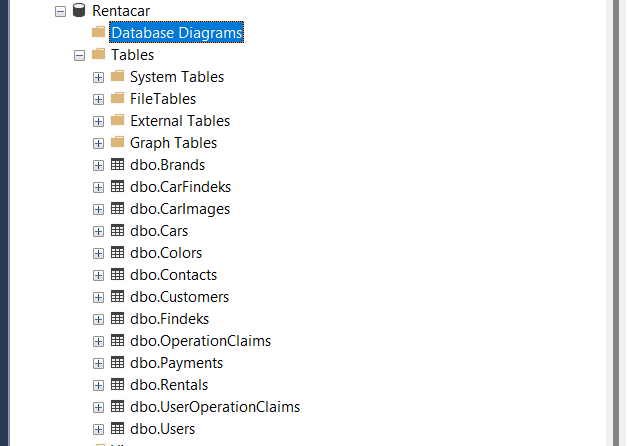 Rentacar
Database Diagrams
Tables
System Tables
FileTables
External Tables
Graph Tables
dbo.Brands
dbo.CarFindeks
dbo.CarImages
dbo.Cars
dbo.Colors
dbo.Contacts
dbo.Customers
dbo.Findeks
dbo.OperationClaims
dbo.Payments
dbo.Rentals
dbo.UserOperationClaims
dbo.Users